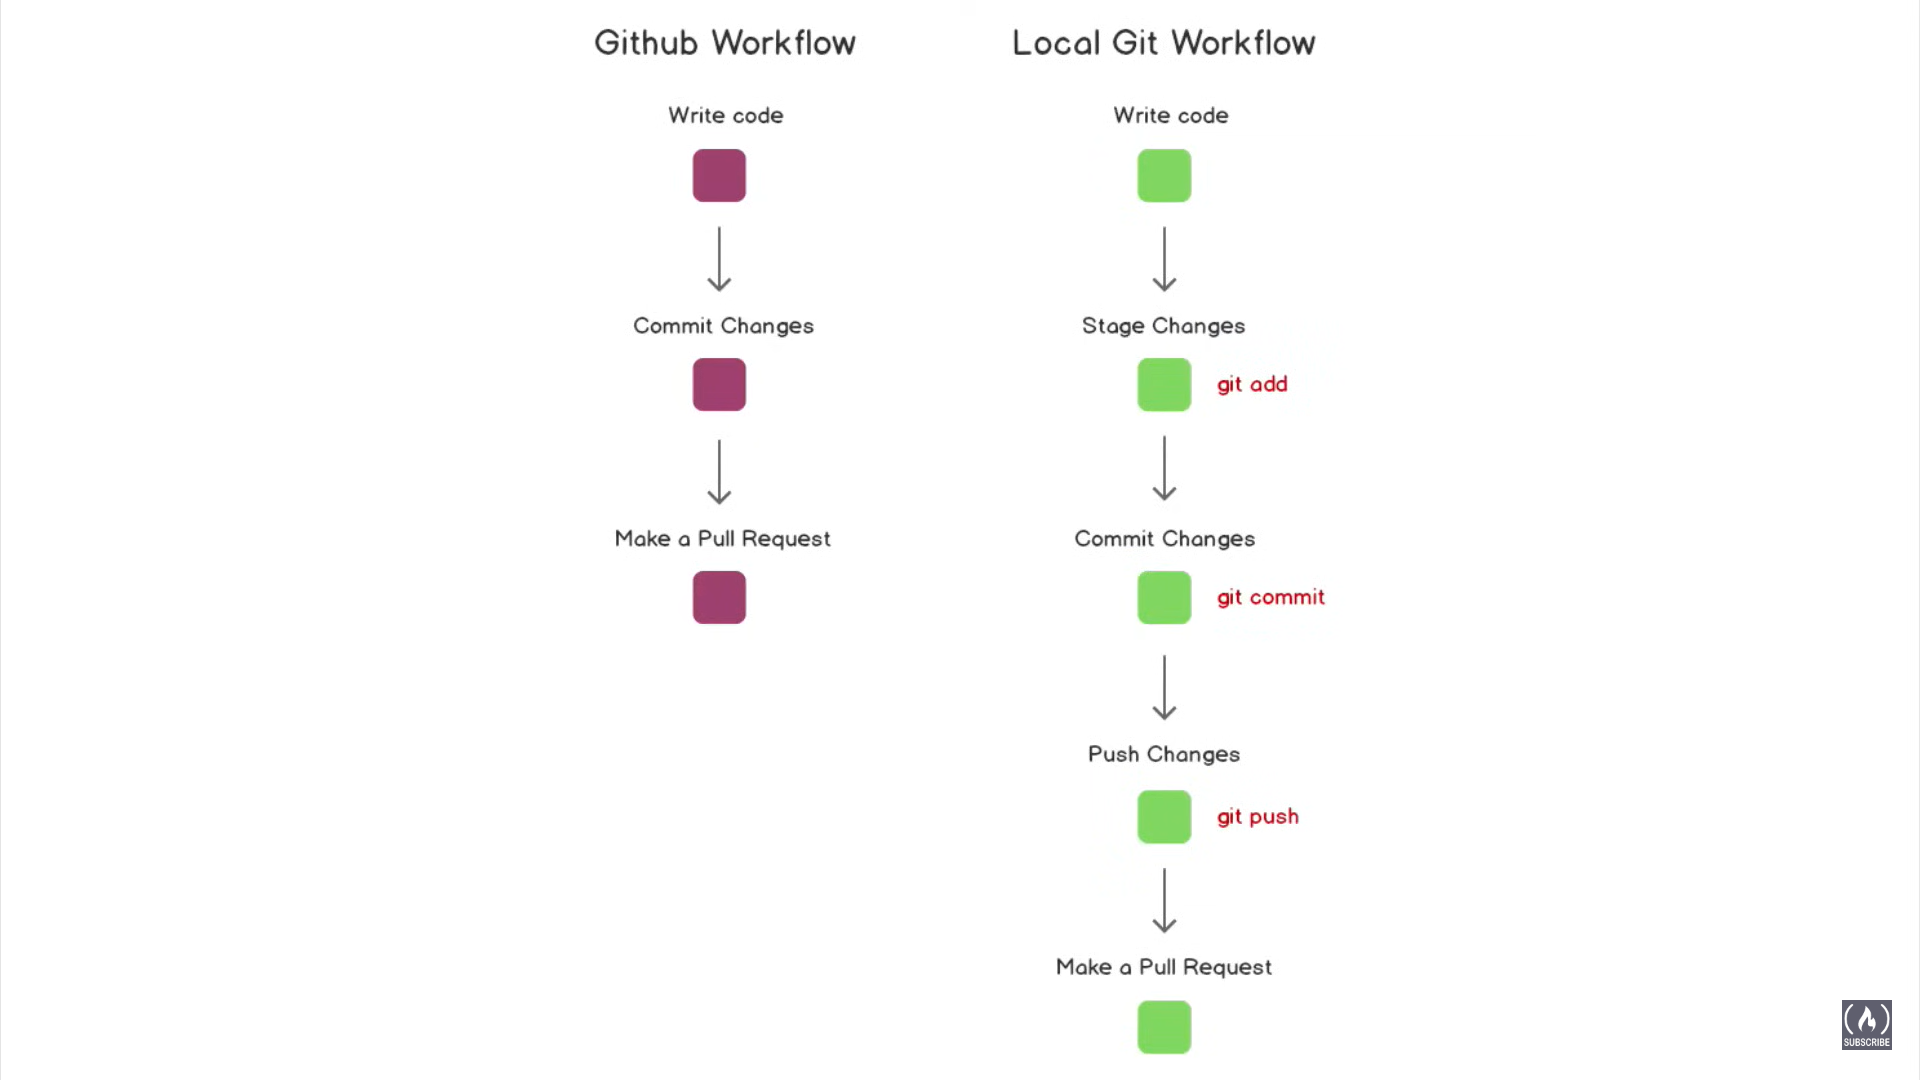 Github Workflow
Write code
Commit Changes
Make a Pull Request
Local Git Workflow
Write code
Stage Changes
git add
Commit Changes
git commit
Push Changes
git push
Make a Pull Request
SUBSCRIBE